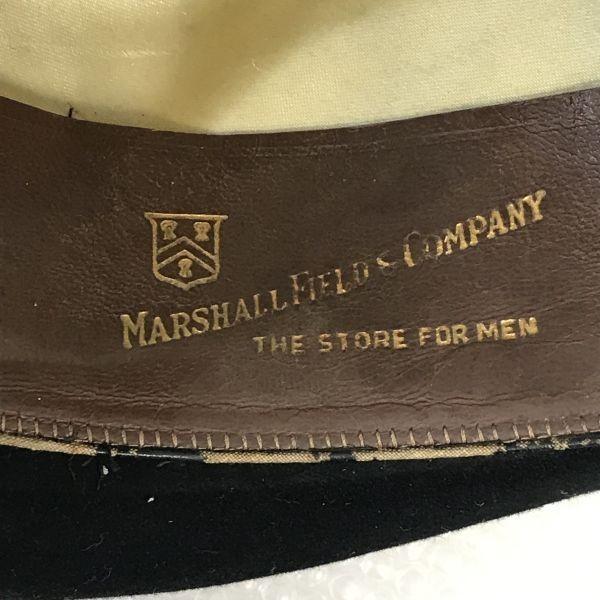 MARSHALL FIELD & COMPANY
THE STORE FOR MEN